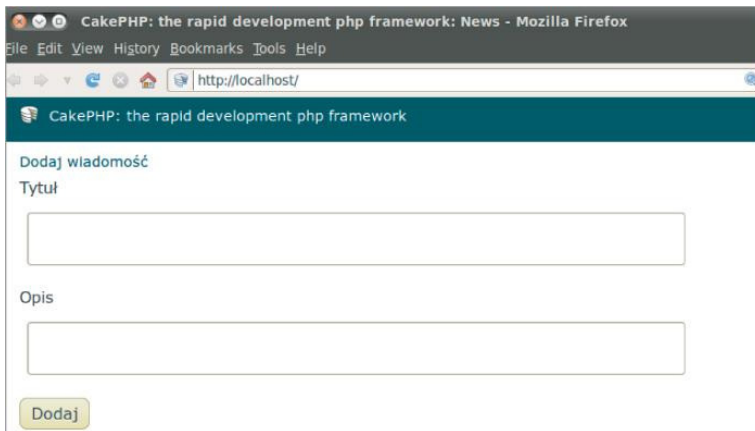 CakePHP: the rapid development php framework: News - Mozilla Firefox
File Edit View History Bookmarks Tools Help
http://localhost/
CakePHP: the rapid development php framework
Dodaj wiadomość
Tytuł
Opis
Dodaj